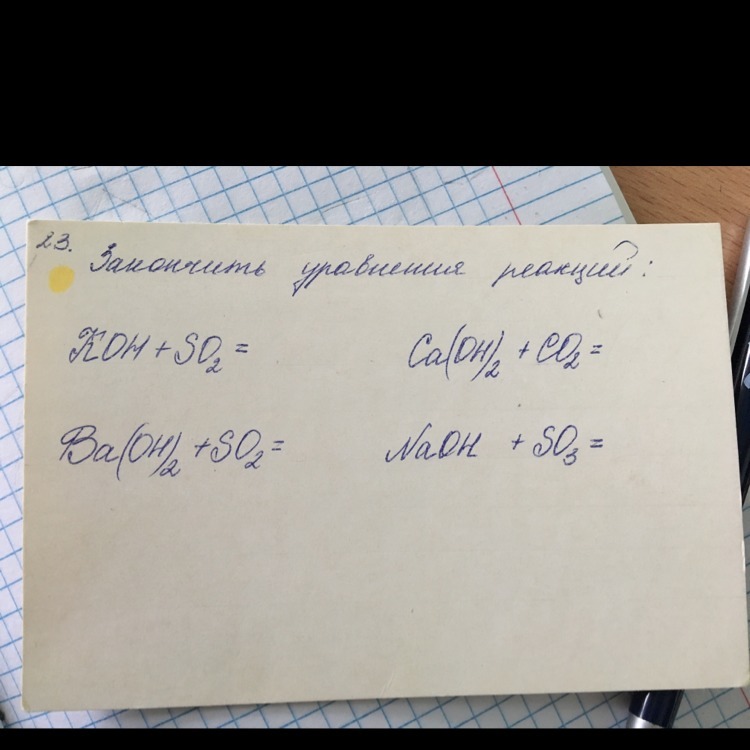 23. Закончить уравнения реакций:
KOH + SO₂ = Ca(OH)₂ + CO₂ =
Ba(OH)₂ + SO₂ = NaOH + SO₃ =